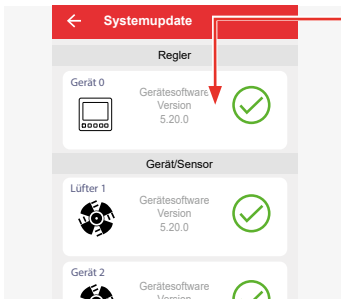 Systemupdate
Regler
Gerät 0
Gerätesoftware
Version
5.20.0
Gerät/Sensor
Lüfter 1
Gerätesoftware
Version
5.20.0
Gerät 2
Gerätesoftware
Version